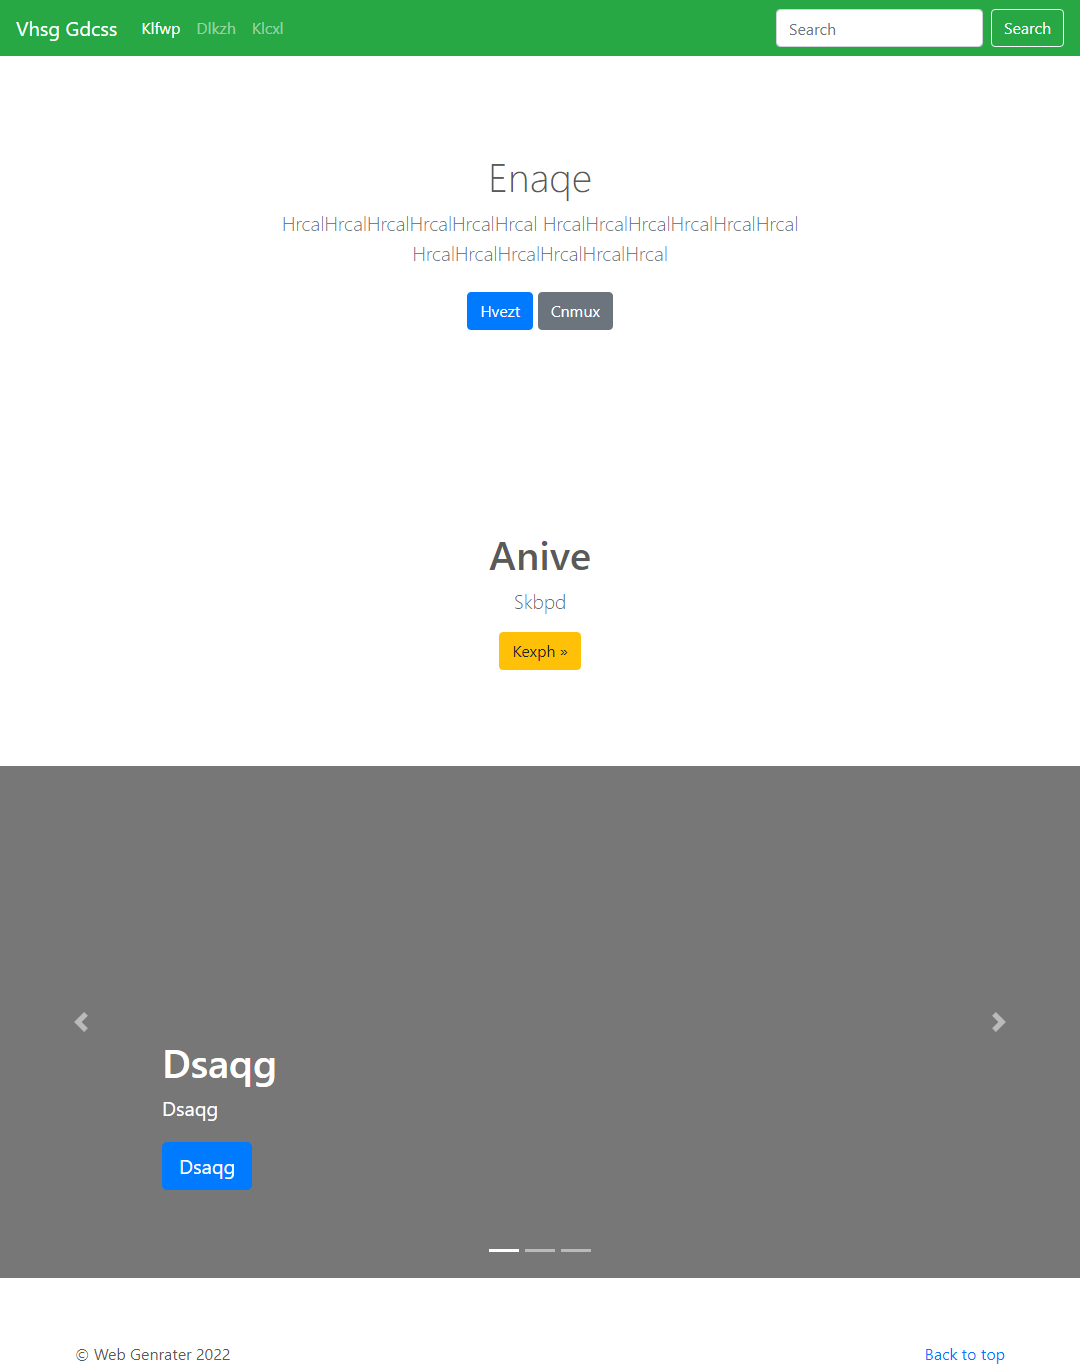 Vhsg Gdcss Klfwp Dlkzh Klcxl Search Search
Enaqe
HrcalHrcalHrcalHrcalHrcalHrcal HrcalHrcalHrcalHrcalHrcalHrcal
HrcalHrcalHrcalHrcalHrcalHrcal
Hvezt Cnmux
Anive
Skbpd
Kexph »
Dsaqg
Dsaqg
Dsaqg
© Web Genrater 2022 Back to top